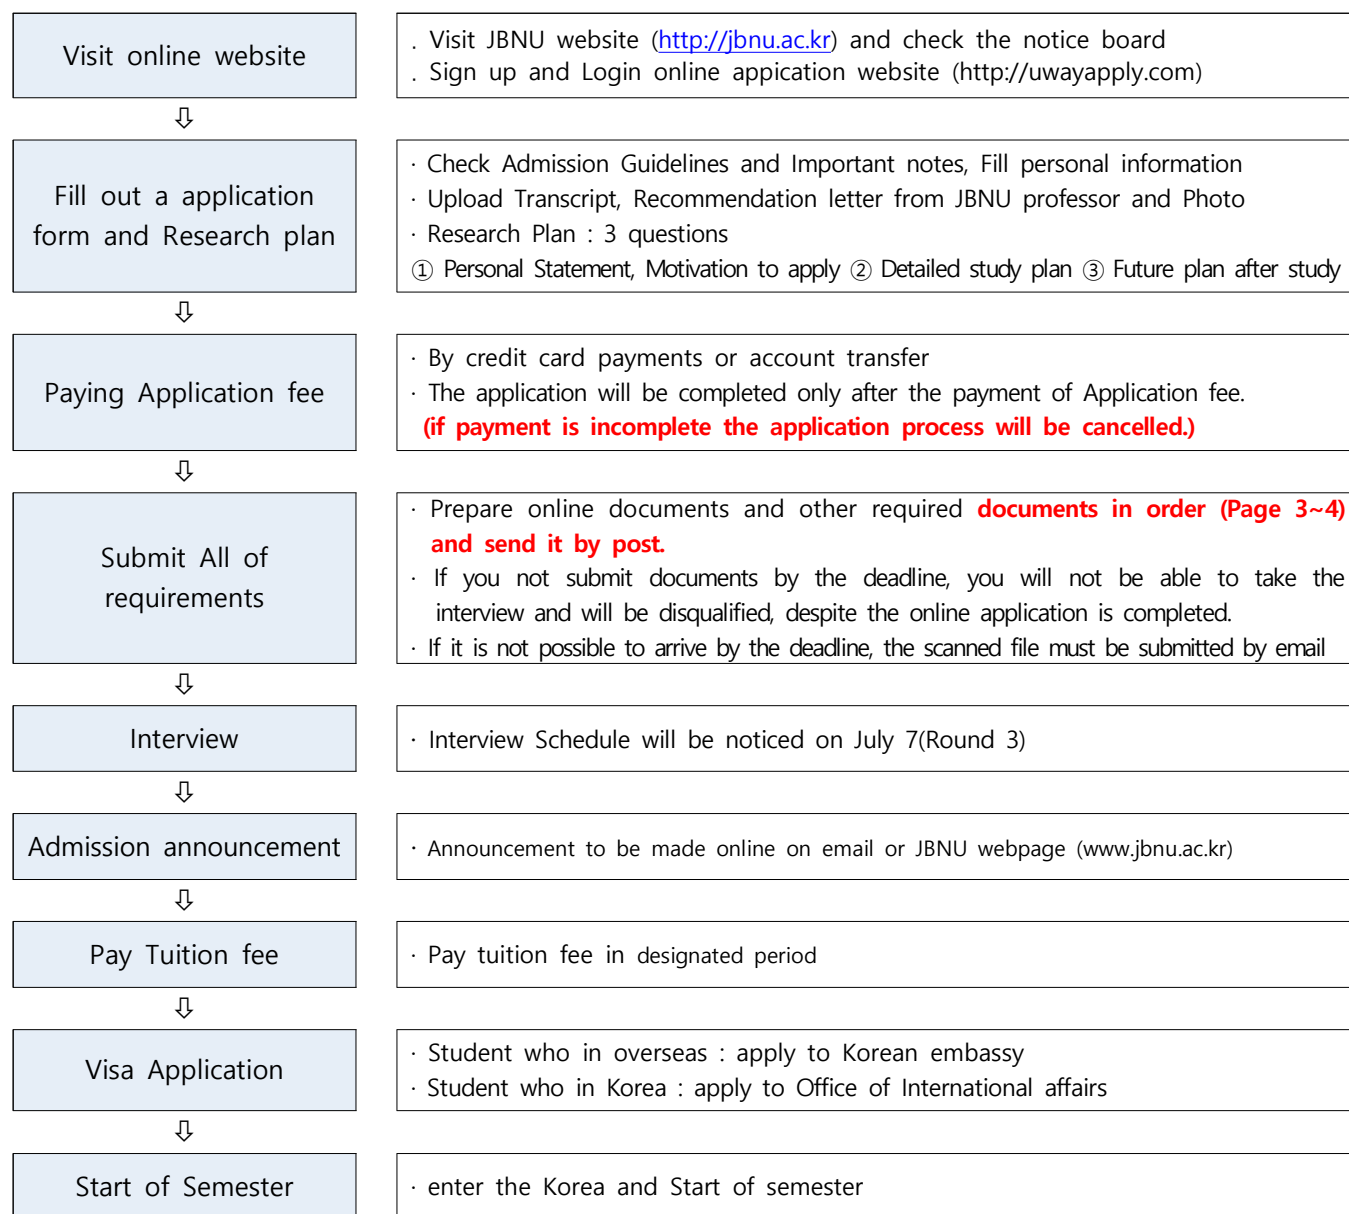 Visit online website
. Visit JBNU website (http://jbnu.ac.kr) and check the notice board
. Sign up and Login online appication website (http://uwayapply.com)
⇩
Fill out a application
form and Research plan
· Check Admission Guidelines and Important notes, Fill personal information
· Upload Transcript, Recommendation letter from JBNU professor and Photo
· Research Plan : 3 questions
① Personal Statement, Motivation to apply ② Detailed study plan ③ Future plan after study
⇩
Paying Application fee
· By credit card payments or account transfer
· The application will be completed only after the payment of Application fee.
(if payment is incomplete the application process will be cancelled.)
⇩
Submit All of
requirements
· Prepare online documents and other required documents in order (Page 3~4)
and send it by post.
· If you not submit documents by the deadline, you will not be able to take the
interview and will be disqualified, despite the online application is completed.
· If it is not possible to arrive by the deadline, the scanned file must be submitted by email
⇩
Interview
· Interview Schedule will be noticed on July 7(Round 3)
⇩
Admission announcement
· Announcement to be made online on email or JBNU webpage (www.jbnu.ac.kr)
⇩
Pay Tuition fee
· Pay tuition fee in designated period
⇩
Visa Application
· Student who in overseas : apply to Korean embassy
· Student who in Korea : apply to Office of International affairs
⇩
Start of Semester
· enter the Korea and Start of semester